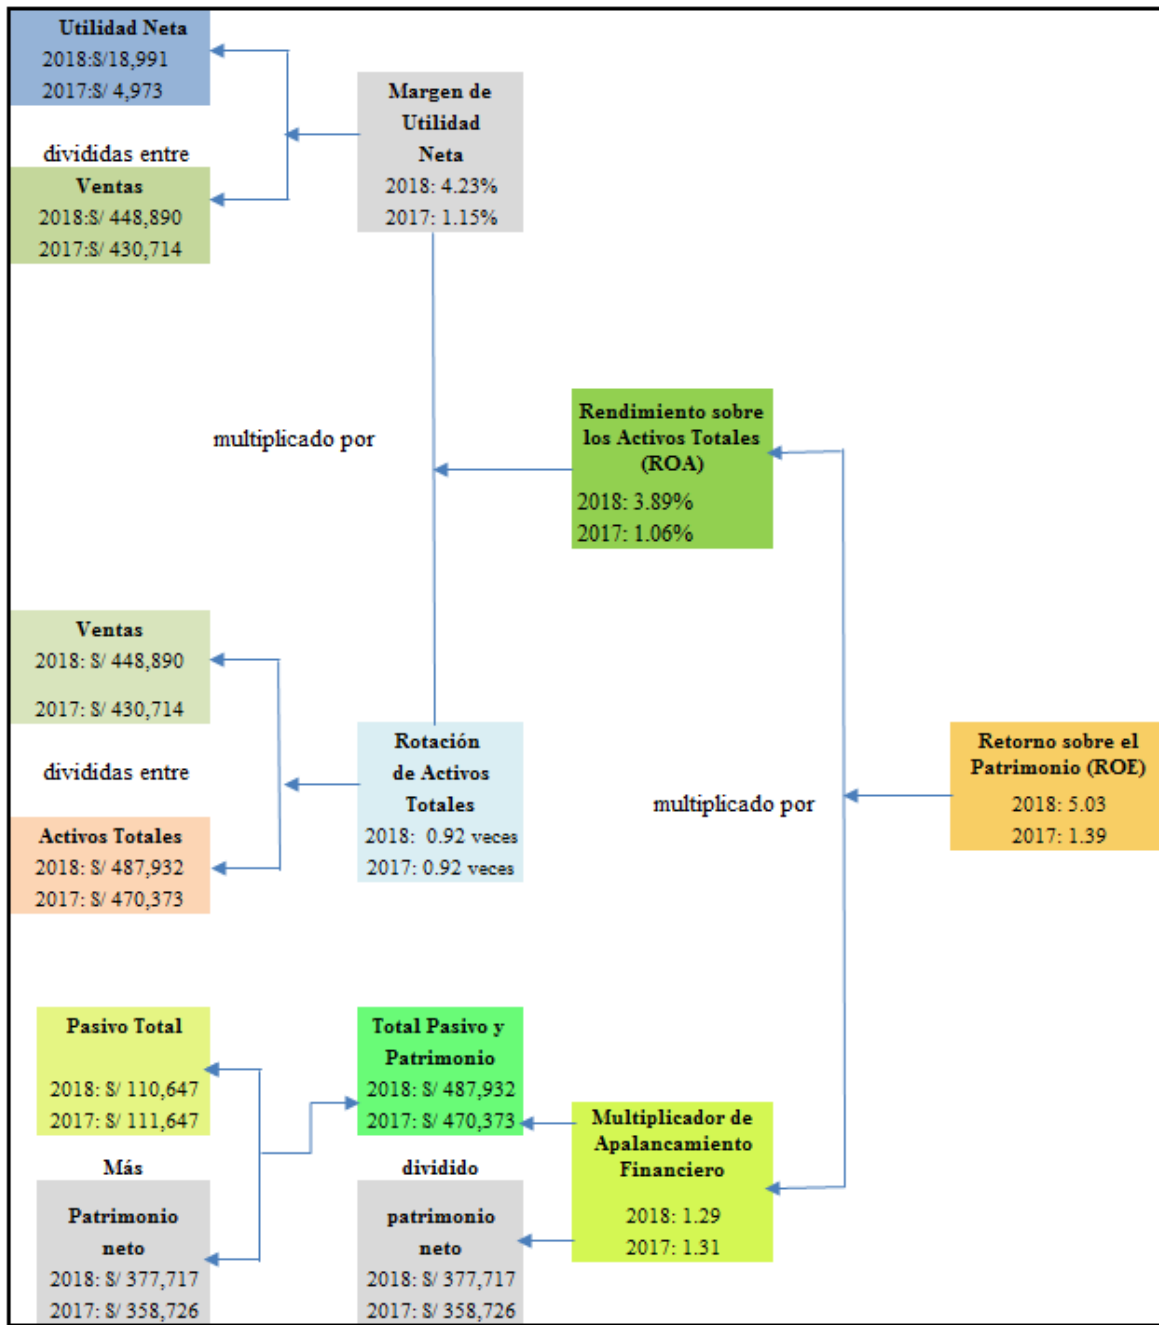 Utilidad Neta
2018:S/18,991
2017:S/ 4,973
divididas entre
Ventas
2018:S/ 448,890
2017:S/ 430,714
Margen de
Utilidad
Neta
2018: 4.23%
2017: 1.15%
multiplicado por
Rendimiento sobre
los Activos Totales
(ROA)
2018: 3.89%
2017: 1.06%
Ventas
2018: S/ 448,890
2017: S/ 430,714
divididas entre
Activos Totales
2018: S/ 487,932
2017: S/ 470,373
Rotación
de Activos
Totales
2018: 0.92 veces
2017: 0.92 veces
multiplicado por
Retorno sobre el
Patrimonio (ROE)
2018: 5.03
2017: 1.39
Pasivo Total
2018: S/ 110,647
2017: S/ 111,647
Más
Patrimonio
neto
2018: S/ 377,717
2017: S/ 358,726
Total Pasivo y
Patrimonio
2018: S/ 487,932
2017: S/ 470,373
dividido
patrimonio
neto
2018: S/ 377,717
2017: S/ 358,726
Multiplicador de
Apalancamiento
Financiero
2018: 1.29
2017: 1.31